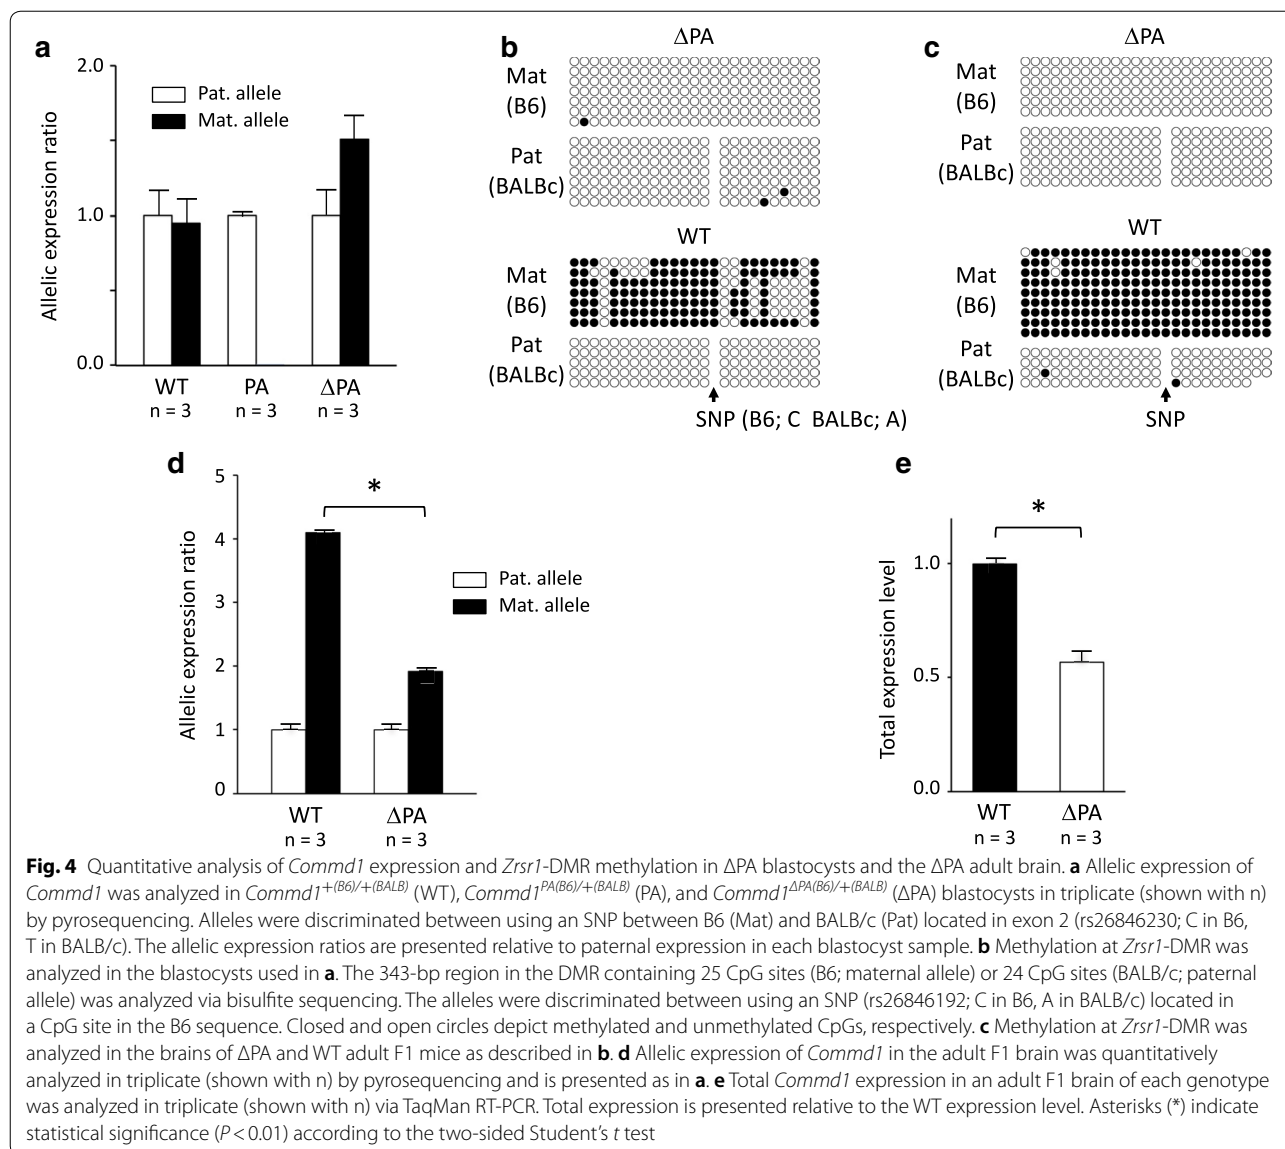 a
2.0
1.0
0.0
Allelic expression ratio
Pat. allele
Mat. allele
WT
n = 3
PA
n = 3
ΔPA
n = 3
b
ΔPA
Mat
(B6)
Pat
(BALBc)
WT
Mat
(B6)
Pat
(BALBc)
SNP (B6; C BALBc; A)
c
ΔPA
Mat
(B6)
Pat
(BALBc)
WT
Mat
(B6)
Pat
(BALBc)
SNP
d
5
4
3
2
1
0
Allelic expression ratio
*
Pat. allele
Mat. allele
WT
n = 3
ΔPA
n = 3
e
1.0
0.5
0.0
Total expression level
*
WT
n = 3
ΔPA
n = 3
Fig. 4 Quantitative analysis of Commd1 expression and Zrsr1-DMR methylation in ΔPA blastocysts and the ΔPA adult brain. a Allelic expression of
Commd1 was analyzed in Commd1+(B6)/+(BALB) (WT), Commd1PA(B6)/+(BALB) (PA), and Commd1ΔPA(B6)/+(BALB) (ΔPA) blastocysts in triplicate (shown with n)
by pyrosequencing. Alleles were discriminated between using an SNP between B6 (Mat) and BALB/c (Pat) located in exon 2 (rs26846230; C in B6,
T in BALB/c). The allelic expression ratios are presented relative to paternal expression in each blastocyst sample. b Methylation at Zrsr1-DMR was
analyzed in the blastocysts used in a. The 343-bp region in the DMR containing 25 CpG sites (B6; maternal allele) or 24 CpG sites (BALB/c; paternal
allele) was analyzed via bisulfite sequencing. The alleles were discriminated between using an SNP (rs26846192; C in B6, A in BALB/c) located in
a CpG site in the B6 sequence. Closed and open circles depict methylated and unmethylated CpGs, respectively. c Methylation at Zrsr1-DMR was
analyzed in the brains of ΔPA and WT adult F1 mice as described in b. d Allelic expression of Commd1 in the adult F1 brain was quantitatively
analyzed in triplicate (shown with n) by pyrosequencing and is presented as in a. e Total Commd1 expression in an adult F1 brain of each genotype
was analyzed in triplicate (shown with n) via TaqMan RT-PCR. Total expression is presented relative to the WT expression level. Asterisks (*) indicate
statistical significance (P < 0.01) according to the two-sided Student's t test